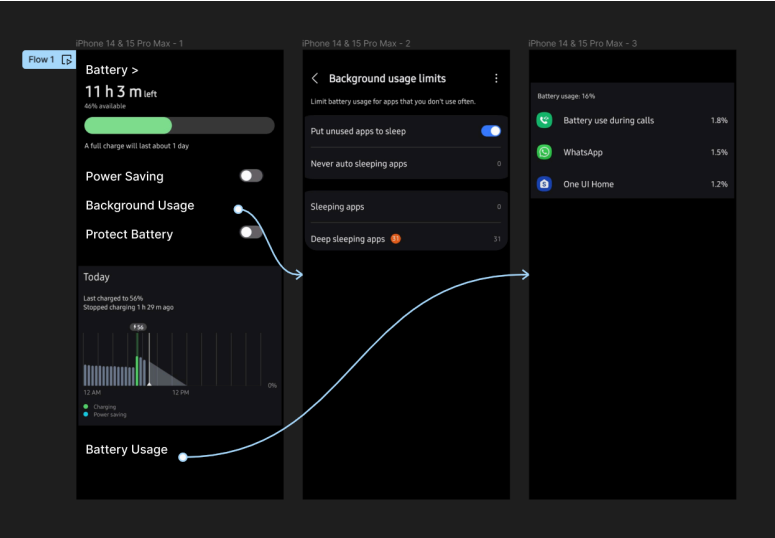 iPhone 14 & 15 Pro Max - 1
Flow 1
Battery >
11 h 3 m left
46% available
A full charge will last about 1 day
Power Saving
Background Usage
Protect Battery
Today
Last charged to 56%
Stopped charging 1 h 29 m ago
56
0%
12 AM
12 PM
Charging
Power saving
Battery Usage
iPhone 14 & 15 Pro Max - 2
Background usage limits
Limit battery usage for apps that you don't use often.
Put unused apps to sleep
Never auto sleeping apps 0
Sleeping apps 0
Deep sleeping apps 31 31
iPhone 14 & 15 Pro Max - 3
Battery usage: 16%
Battery use during calls 1.8%
WhatsApp 1.5%
One UI Home 1.2%